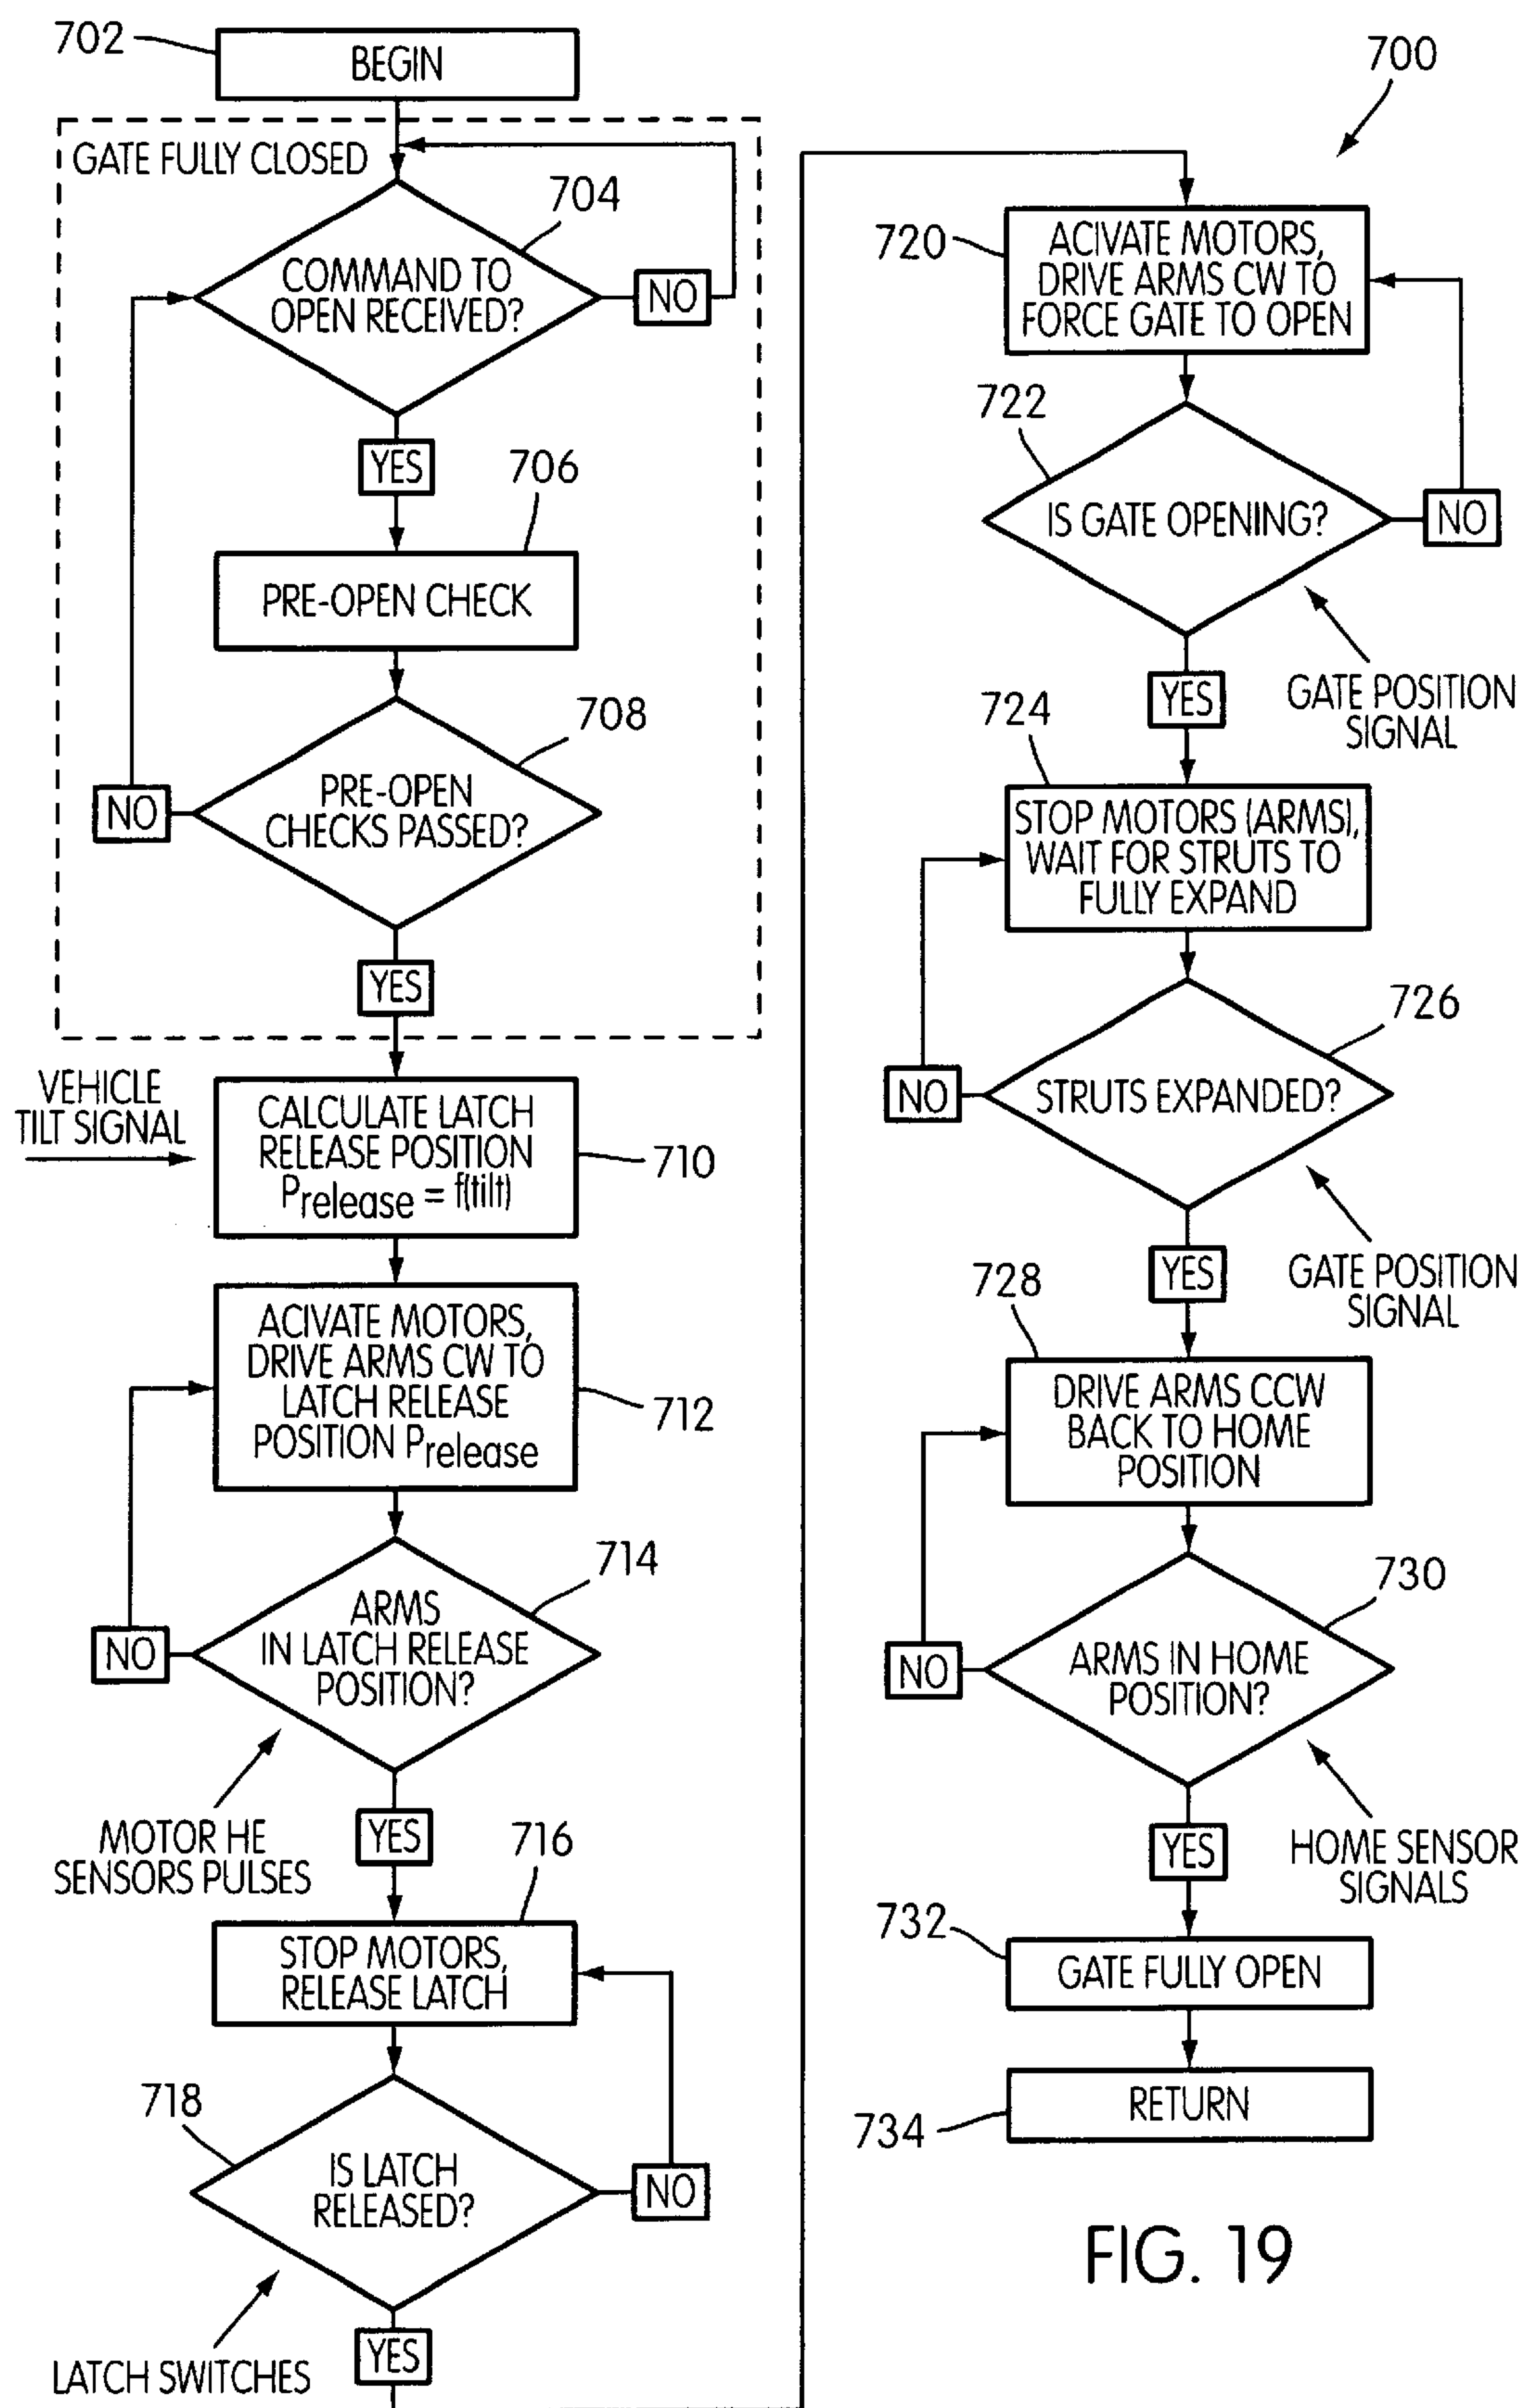 702
BEGIN
GATE FULLY CLOSED
704
COMMAND TO
OPEN RECEIVED?
NO
YES
706
PRE-OPEN CHECK
708
PRE-OPEN
CHECKS PASSED?
NO
YES
VEHICLE
TILT SIGNAL
CALCULATE LATCH
RELEASE POSITION
Prelease = f(tilt)
710
ACIVATE MOTORS,
DRIVE ARMS CW TO
LATCH RELEASE
POSITION Prelease
712
714
ARMS
IN LATCH RELEASE
POSITION?
NO
MOTOR HE
SENSORS PULSES
YES
716
STOP MOTORS,
RELEASE LATCH
718
IS LATCH
RELEASED?
NO
LATCH SWITCHES
YES
700
720
ACIVATE MOTORS,
DRIVE ARMS CW TO
FORCE GATE TO OPEN
722
IS GATE OPENING?
NO
GATE POSITION
SIGNAL
YES
724
STOP MOTORS (ARMS),
WAIT FOR STRUTS TO
FULLY EXPAND
726
STRUTS EXPANDED?
NO
GATE POSITION
SIGNAL
YES
728
DRIVE ARMS CCW
BACK TO HOME
POSITION
730
ARMS IN HOME
POSITION?
NO
HOME SENSOR
SIGNALS
YES
732
GATE FULLY OPEN
734
RETURN
FIG. 19